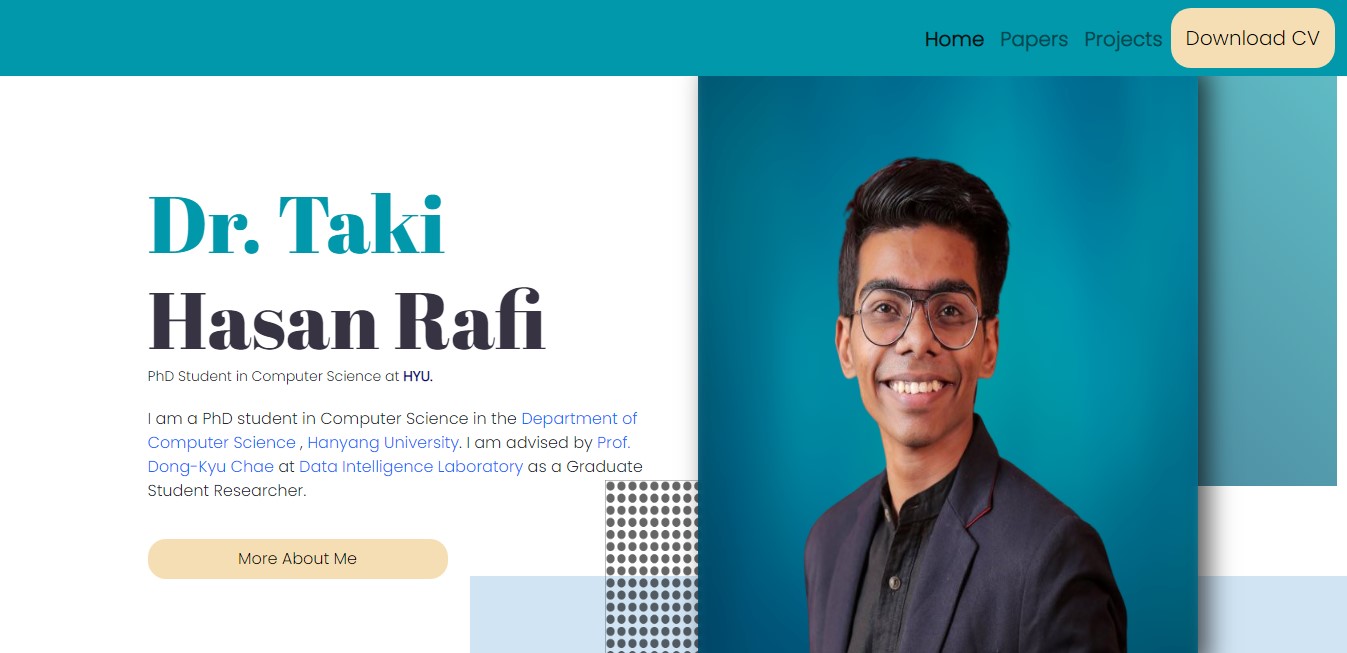 Home Papers Projects Download CV
Dr. Taki
Hasan Rafi
PhD Student in Computer Science at HYU.
I am a PhD student in Computer Science in the Department of
Computer Science , Hanyang University. I am advised by Prof.
Dong-Kyu Chae at Data Intelligence Laboratory as a Graduate
Student Researcher.
More About Me